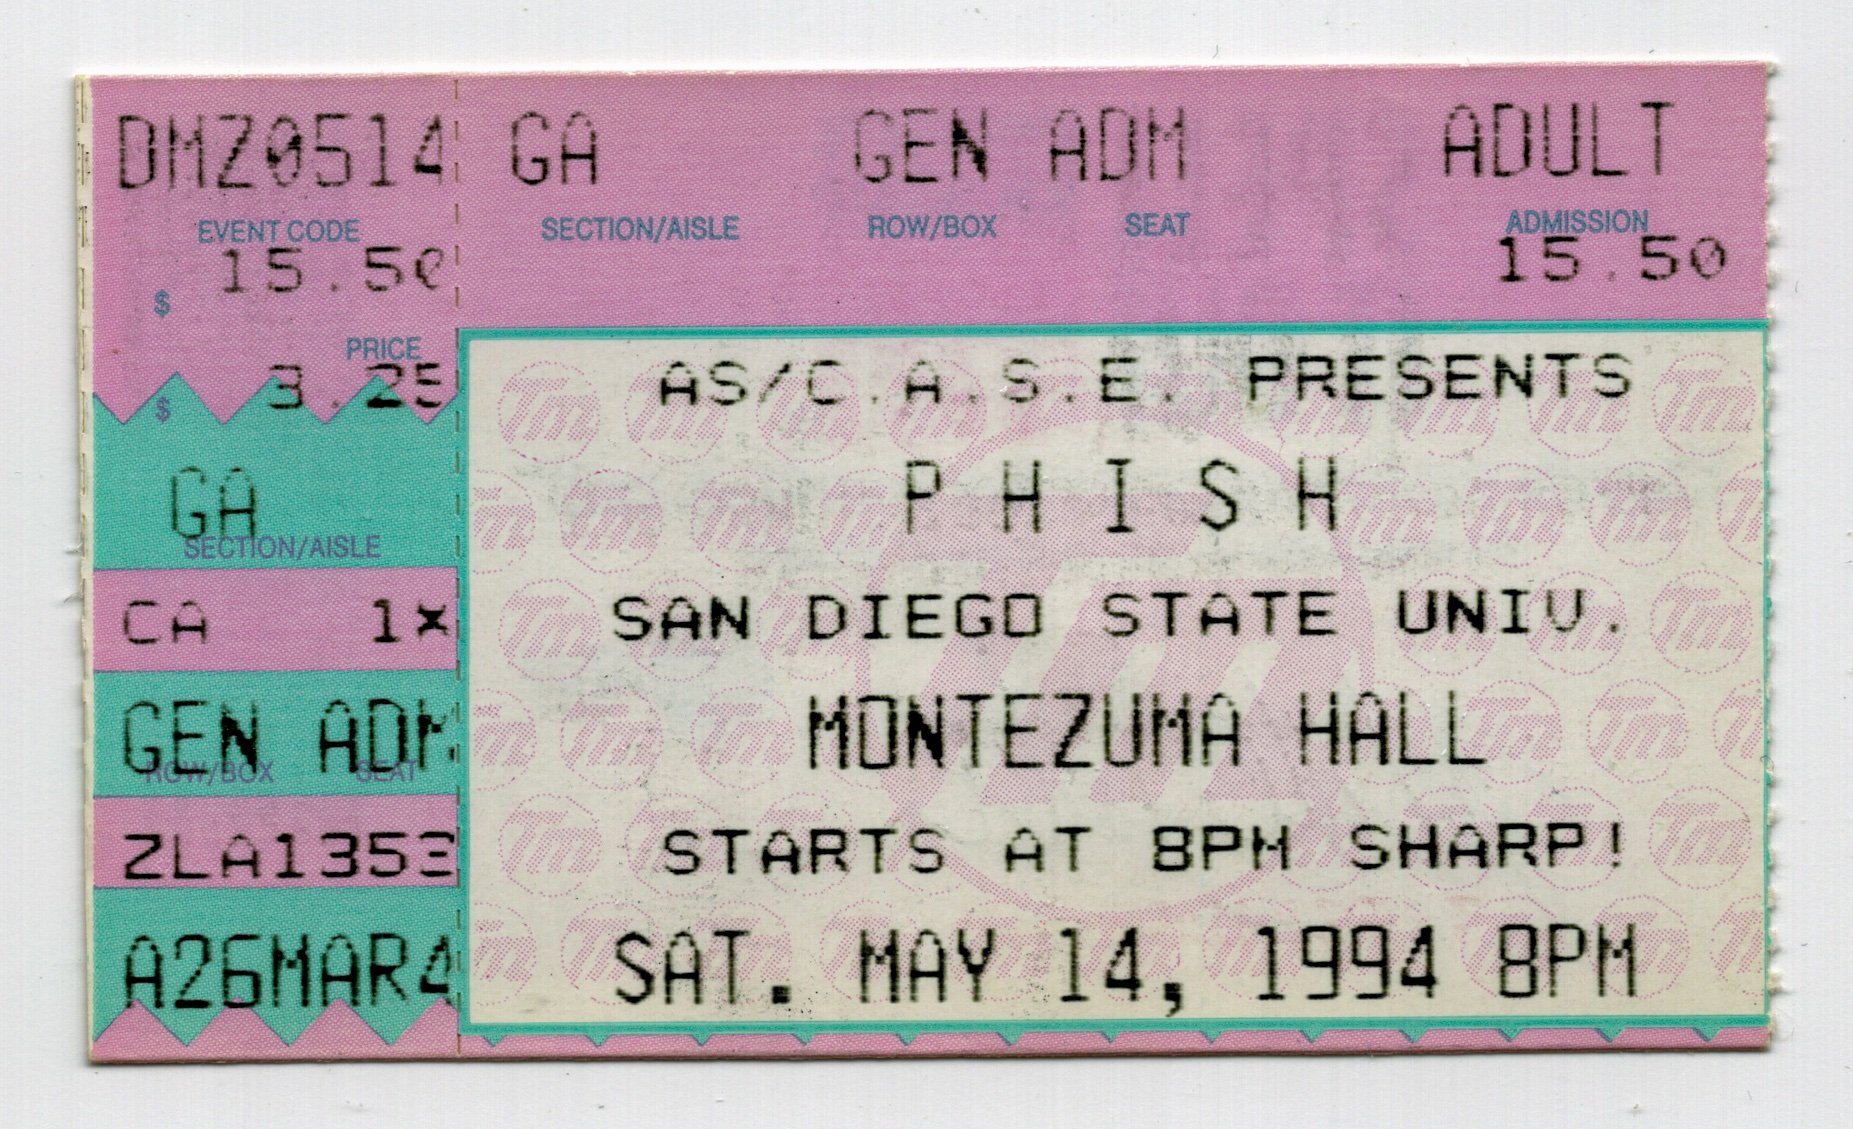 DMZ0514 GA GEN ADM ADULT
EVENT CODE SECTION/AISLE ROW/BOX SEAT ADMISSION
$ 15.50 15.50
PRICE
$ 3.25
GA
SECTION/AISLE
CA 1*
GEN ADM
ROW/BOX SEAT
ZLA1353
A26MAR4
AS/C.A.S.E. PRESENTS
P H I S H
SAN DIEGO STATE UNIV.
MONTEZUMA HALL
STARTS AT 8PM SHARP!
SAT. MAY 14, 1994 8PM